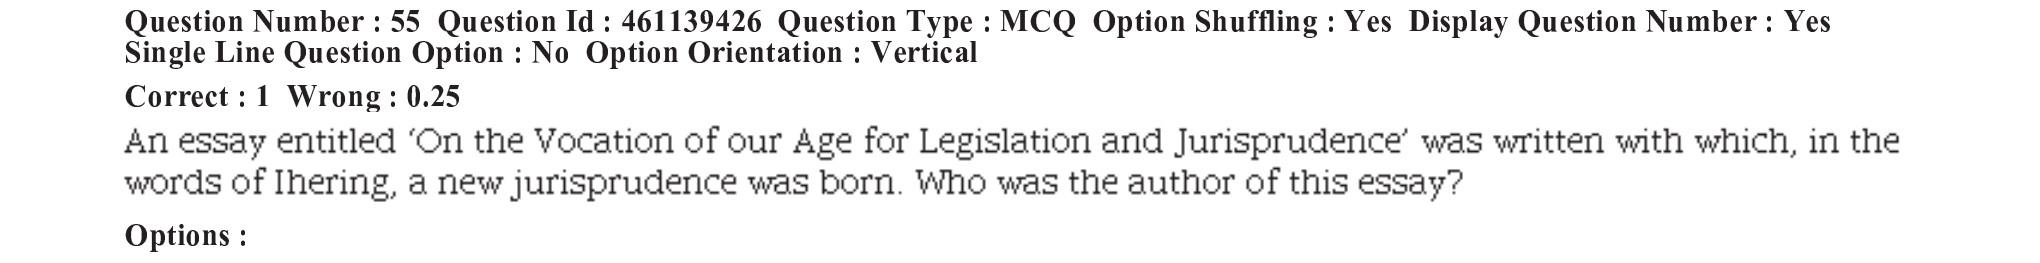 Question Number : 55 Question Id : 461139426 Question Type : MCQ Option Shuffling : Yes Display Question Number : Yes
Single Line Question Option : No Option Orientation : Vertical
Correct : 1 Wrong : 0.25
An essay entitled ‘On the Vocation of our Age for Legislation and Jurisprudence’ was written with which, in the
words of Ihering, a new jurisprudence was born. Who was the author of this essay?
Options :